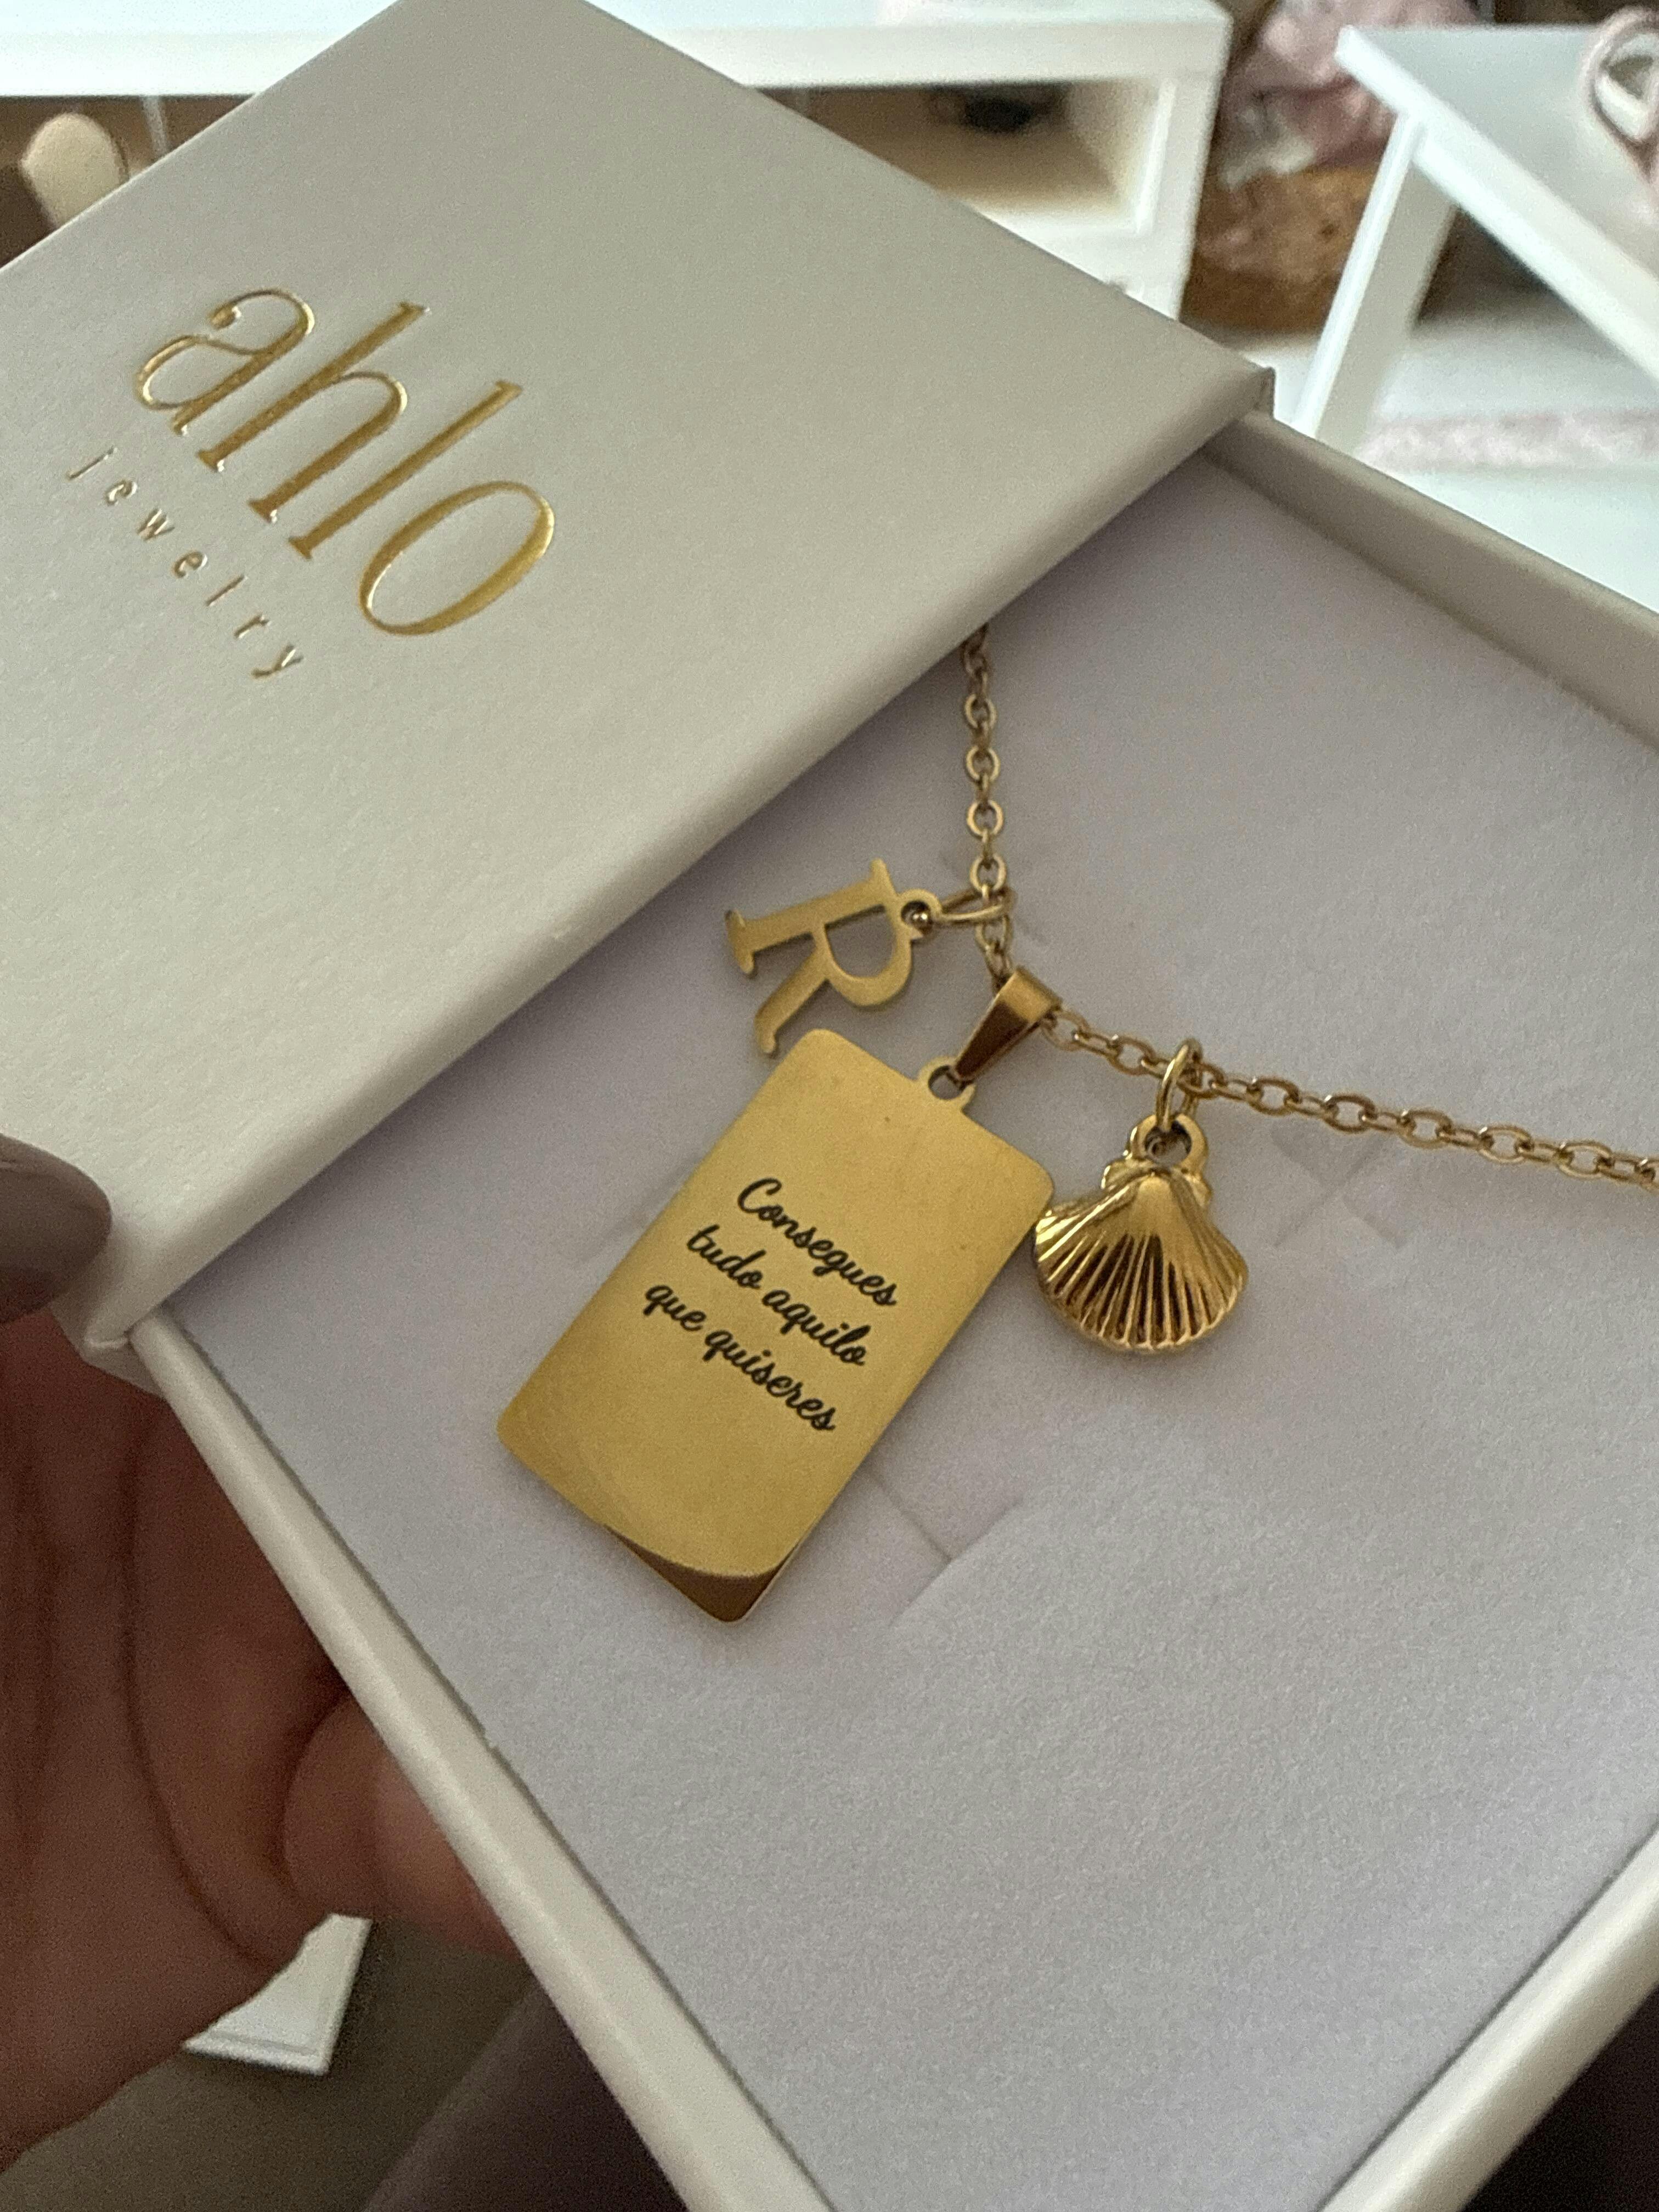 ahlo
jewelry
R
Consegues
tudo aquilo
que quiseres